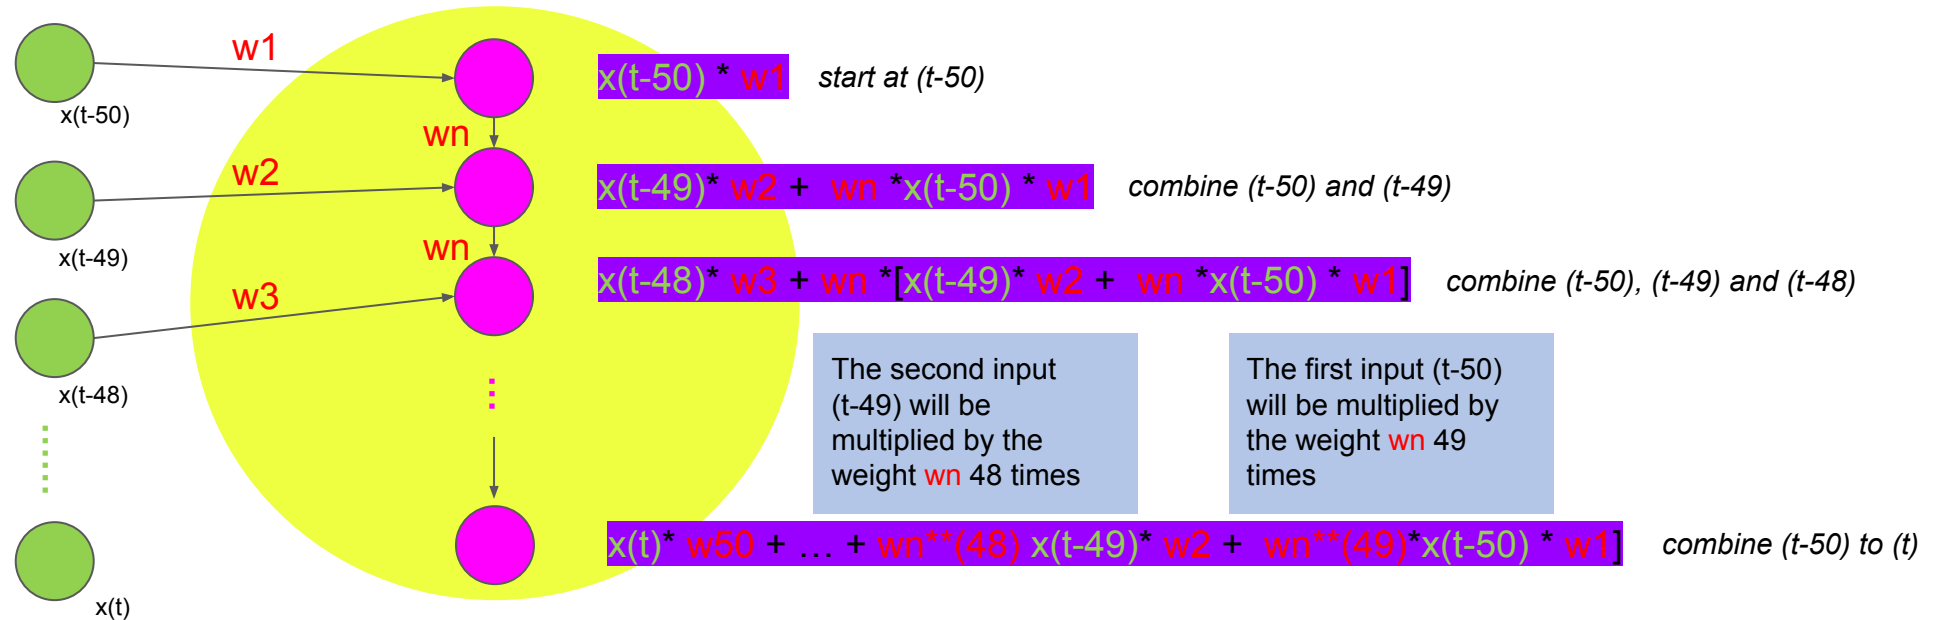 w1
x(t-50) * w1 start at (t-50)
x(t-50)
wn
w2
x(t-49)* w2 + wn *x(t-50) * w1 combine (t-50) and (t-49)
x(t-49)
wn
w3
x(t-48)* w3 + wn *[x(t-49)* w2 + wn *x(t-50) * w1] combine (t-50), (t-49) and (t-48)
x(t-48)
The second input
(t-49) will be
multiplied by the
weight wn 48 times
The first input (t-50)
will be multiplied by
the weight wn 49
times
x(t)* w50 + … + wn**(48) x(t-49)* w2 + wn**(49)*x(t-50) * w1] combine (t-50) to (t)
x(t)